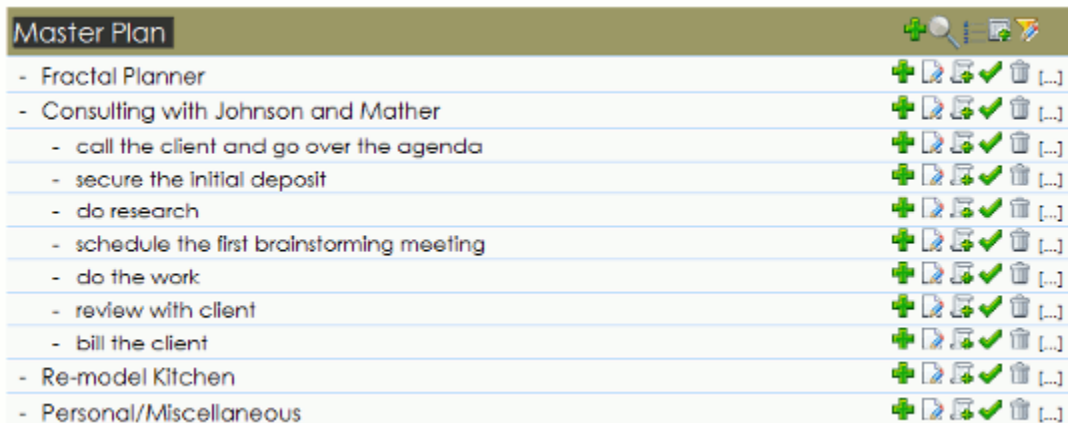 Master Plan
- Fractal Planner [...]
- Consulting with Johnson and Mather [...]
- call the client and go over the agenda [...]
- secure the initial deposit [...]
- do research [...]
- schedule the first brainstorming meeting [...]
- do the work [...]
- review with client [...]
- bill the client [...]
- Re-model Kitchen [...]
- Personal/Miscellaneous [...]